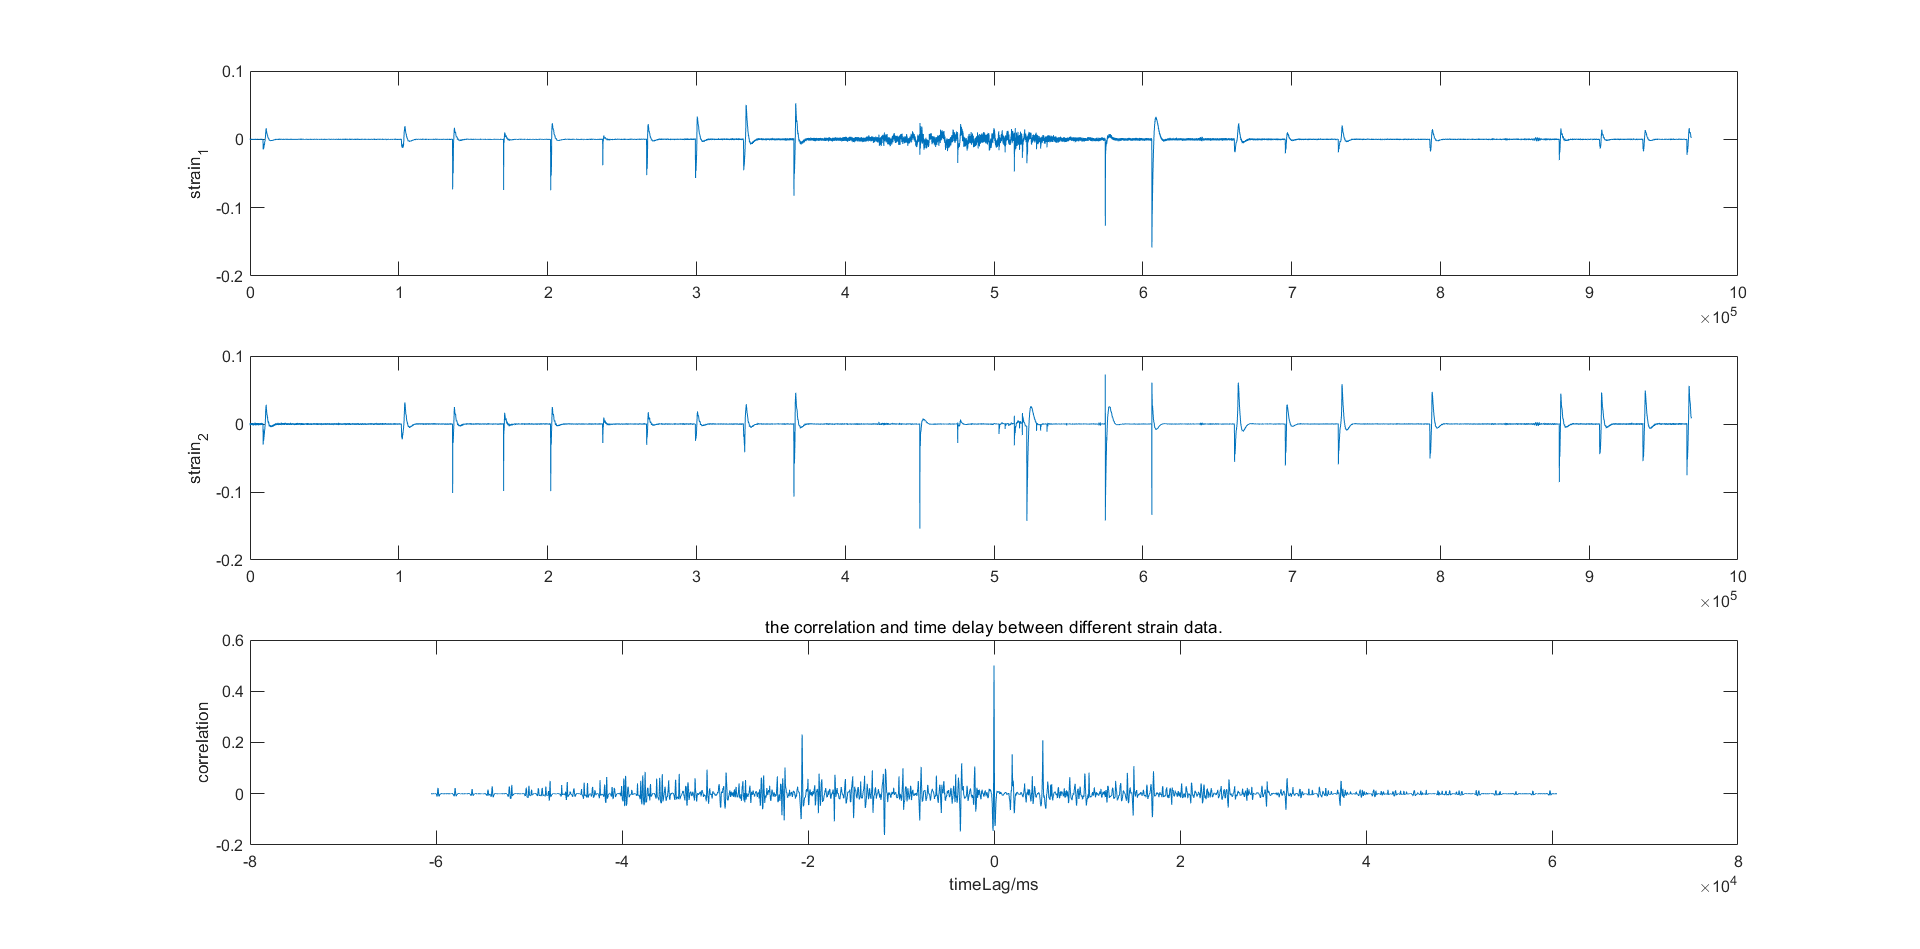 0.1
0
-0.1
-0.2
strain1
0 1 2 3 4 5 6 7 8 9 10
×10^5
0.1
0
-0.1
-0.2
strain2
0 1 2 3 4 5 6 7 8 9 10
×10^5
the correlation and time delay between different strain data.
0.6
0.4
0.2
0
-0.2
correlation
-8 -6 -4 -2 0 2 4 6 8
timeLag/ms
×10^4